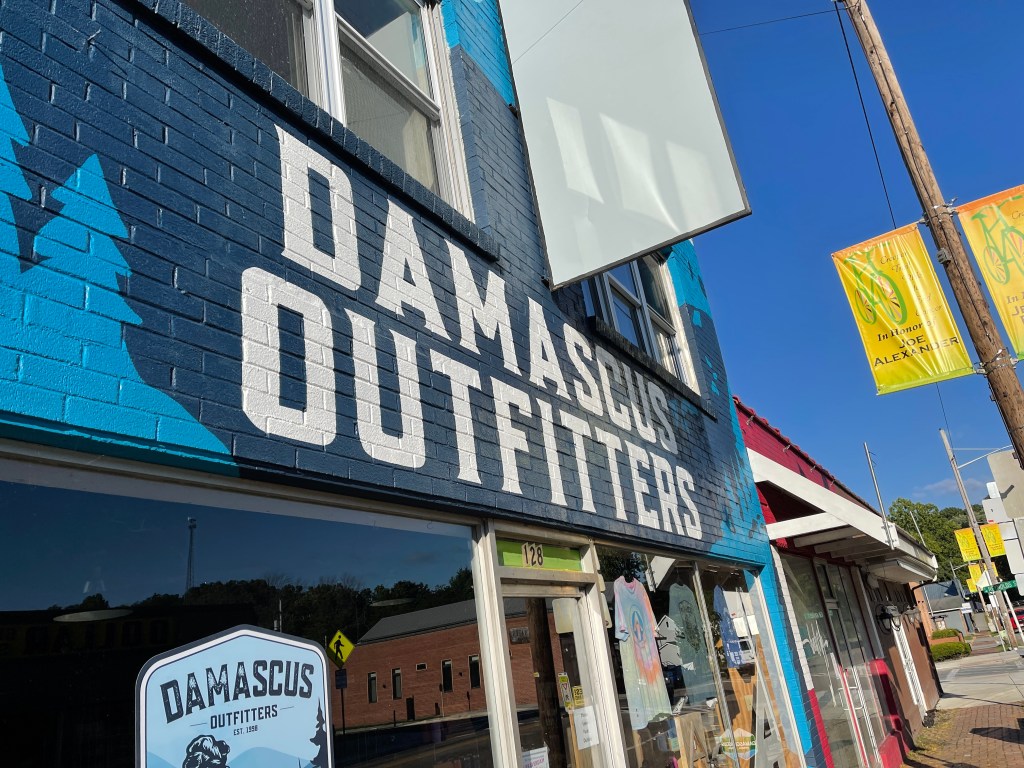 DAMASCUS
OUTFITTERS
In Honor of
JOE
ALEXANDER
128
DAMASCUS
OUTFITTERS
EST. 1998